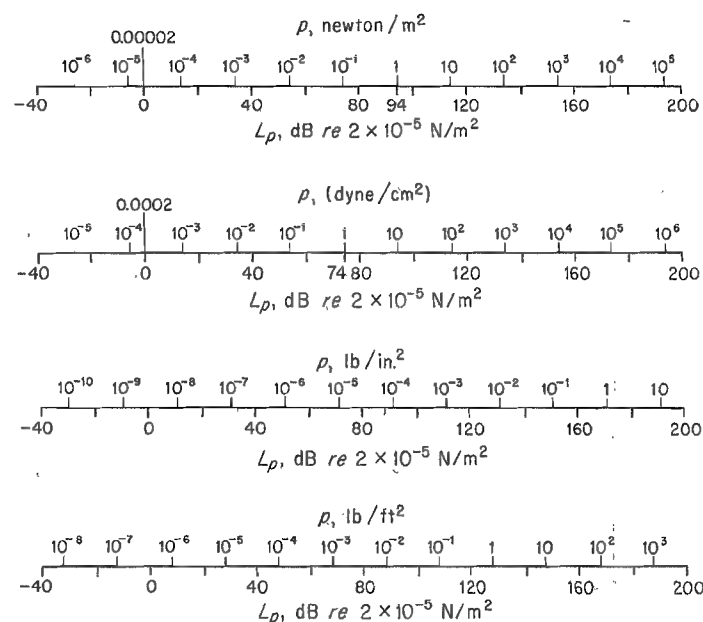 p, newton/m²
0.00002
10⁻⁶ 10⁻⁵ 10⁻⁴ 10⁻³ 10⁻² 10⁻¹ 1 10 10² 10³ 10⁴ 10⁵
−40 0 40 80 94 120 160 200
Lₚ, dB re 2 × 10⁻⁵ N/m²
p, (dyne/cm²)
0.0002
10⁻⁵ 10⁻⁴ 10⁻³ 10⁻² 10⁻¹ 1 10 10² 10³ 10⁴ 10⁵ 10⁶
−40 0 40 74 80 120 160 200
Lₚ, dB re 2 × 10⁻⁵ N/m²
p, lb/in.²
10⁻¹⁰ 10⁻⁹ 10⁻⁸ 10⁻⁷ 10⁻⁶ 10⁻⁵ 10⁻⁴ 10⁻³ 10⁻² 10⁻¹ 1 10
−40 0 40 80 120 160 200
Lₚ, dB re 2 × 10⁻⁵ N/m²
p, lb/ft²
10⁻⁸ 10⁻⁷ 10⁻⁶ 10⁻⁵ 10⁻⁴ 10⁻³ 10⁻² 10⁻¹ 1 10 10² 10³
−40 0 40 80 120 160 200
Lₚ, dB re 2 × 10⁻⁵ N/m²